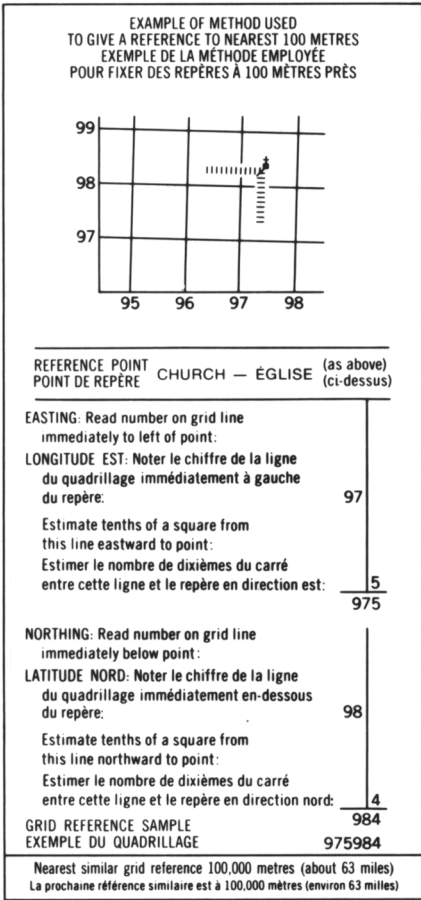 EXAMPLE OF METHOD USED
TO GIVE A REFERENCE TO NEAREST 100 METRES
EXEMPLE DE LA MÉTHODE EMPLOYÉE
POUR FIXER DES REPÈRES À 100 MÈTRES PRÈS
99
98
97
95 96 97 98
REFERENCE POINT
POINT DE REPÈRE CHURCH — ÉGLISE (as above)
(ci-dessus)
EASTING: Read number on grid line
immediately to left of point:
LONGITUDE EST: Noter le chiffre de la ligne
du quadrillage immédiatement à gauche
du repère: 97
Estimate tenths of a square from
this line eastward to point:
Estimer le nombre de dixièmes du carré
entre cette ligne et le repère en direction est: 5
975
NORTHING: Read number on grid line
immediately below point:
LATITUDE NORD: Noter le chiffre de la ligne
du quadrillage immédiatement en-dessous
du repère: 98
Estimate tenths of a square from
this line northward to point:
Estimer le nombre de dixièmes du carré
entre cette ligne et le repère en direction nord: 4
984
GRID REFERENCE SAMPLE
EXEMPLE DU QUADRILLAGE 975984
Nearest similar grid reference 100,000 metres (about 63 miles)
La prochaine référence similaire est à 100,000 mètres (environ 63 milles)